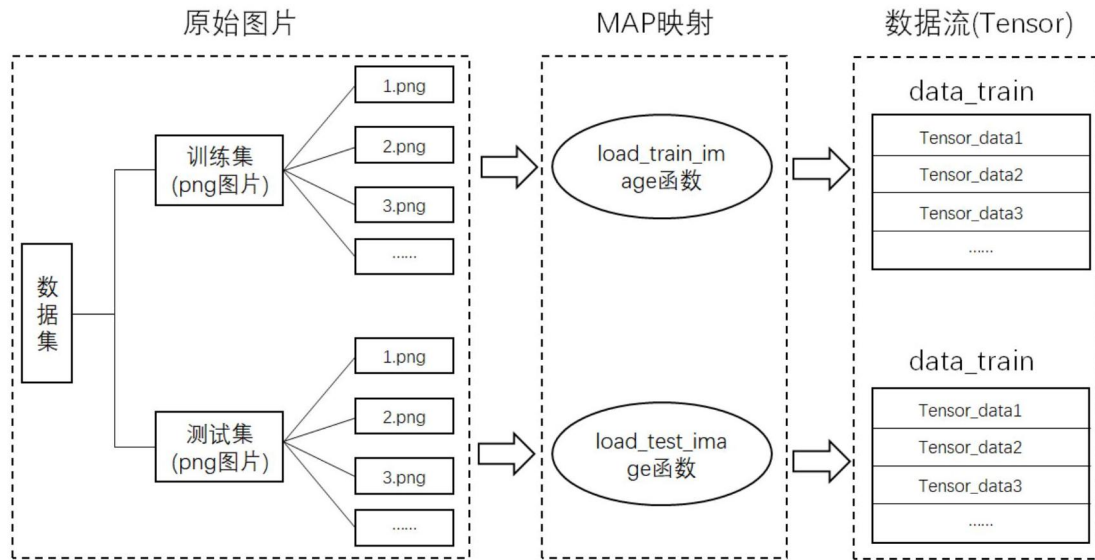 原始图片
MAP映射
数据流(Tensor)
数
据
集
训练集
(png图片)
1.png
2.png
3.png
……
load_train_im
age函数
data_train
Tensor_data1
Tensor_data2
Tensor_data3
……
测试集
(png图片)
1.png
2.png
3.png
……
load_test_ima
ge函数
data_train
Tensor_data1
Tensor_data2
Tensor_data3
……